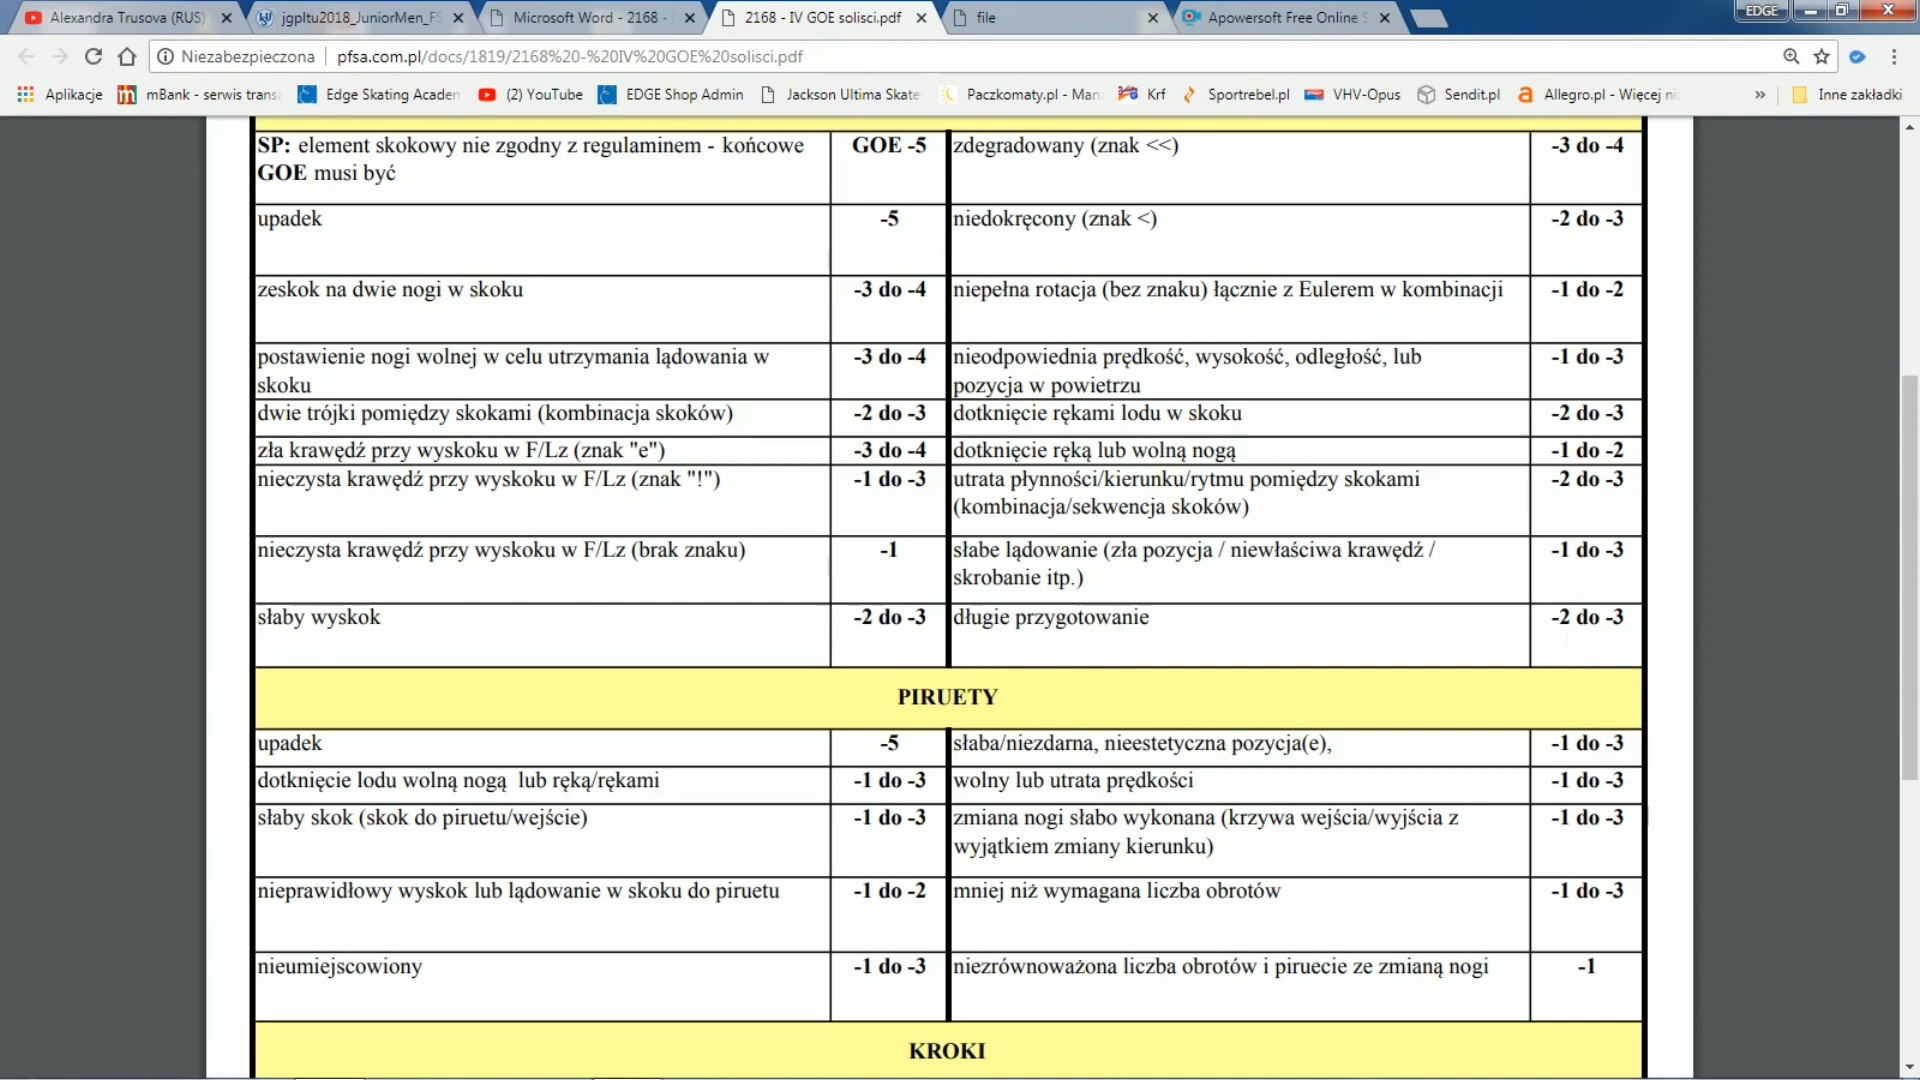 Alexandra Trusova (RUS)
jgpltu2018_JuniorMen_FS
Microsoft Word - 2168 -
2168 - IV GOE solisci.pdf
file
Apowersoft Free Online S
EDGE
Niezabezpieczona
pfsa.com.pl/docs/1819/2168%20-%20IV%20GOE%20solisci.pdf
Aplikacje
mBank - serwis trans
Edge Skating Academ
(2) YouTube
EDGE Shop Admin
Jackson Ultima Skate
Paczkomaty.pl - Man
Krf
Sportrebel.pl
VHV-Opus
Sendit.pl
Allegro.pl - Więcej ni
»
Inne zakładki
SP: element skokowy nie zgodny z regulaminem - końcowe
GOE musi być
GOE -5
zdegradowany (znak <<)
-3 do -4
upadek
-5
niedokręcony (znak <)
-2 do -3
zeskok na dwie nogi w skoku
-3 do -4
niepełna rotacja (bez znaku) łącznie z Eulerem w kombinacji
-1 do -2
postawienie nogi wolnej w celu utrzymania lądowania w
skoku
-3 do -4
nieodpowiednia prędkość, wysokość, odległość, lub
pozycja w powietrzu
-1 do -3
dwie trójki pomiędzy skokami (kombinacja skoków)
-2 do -3
dotknięcie rękami lodu w skoku
-2 do -3
zła krawędź przy wyskoku w F/Lz (znak "e")
-3 do -4
dotknięcie ręką lub wolną nogą
-1 do -2
nieczysta krawędź przy wyskoku w F/Lz (znak "!")
-1 do -3
utrata płynności/kierunku/rytmu pomiędzy skokami
(kombinacja/sekwencja skoków)
-2 do -3
nieczysta krawędź przy wyskoku w F/Lz (brak znaku)
-1
słabe lądowanie (zła pozycja / niewłaściwa krawędź /
skrobanie itp.)
-1 do -3
słaby wyskok
-2 do -3
długie przygotowanie
-2 do -3
PIRUETY
upadek
-5
słaba/niezdarna, nieestetyczna pozycja(e),
-1 do -3
dotknięcie lodu wolną nogą lub ręką/rękami
-1 do -3
wolny lub utrata prędkości
-1 do -3
słaby skok (skok do piruetu/wejście)
-1 do -3
zmiana nogi słabo wykonana (krzywa wejścia/wyjścia z
wyjątkiem zmiany kierunku)
-1 do -3
nieprawidłowy wyskok lub lądowanie w skoku do piruetu
-1 do -2
mniej niż wymagana liczba obrotów
-1 do -3
nieumiejscowiony
-1 do -3
niezrównoważona liczba obrotów i piruecie ze zmianą nogi
-1
KROKI